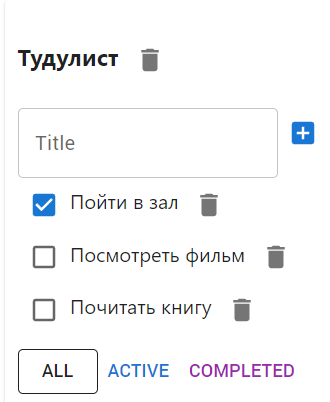 Тудулист
Title
Пойти в зал
Посмотреть фильм
Почитать книгу
ALL ACTIVE COMPLETED